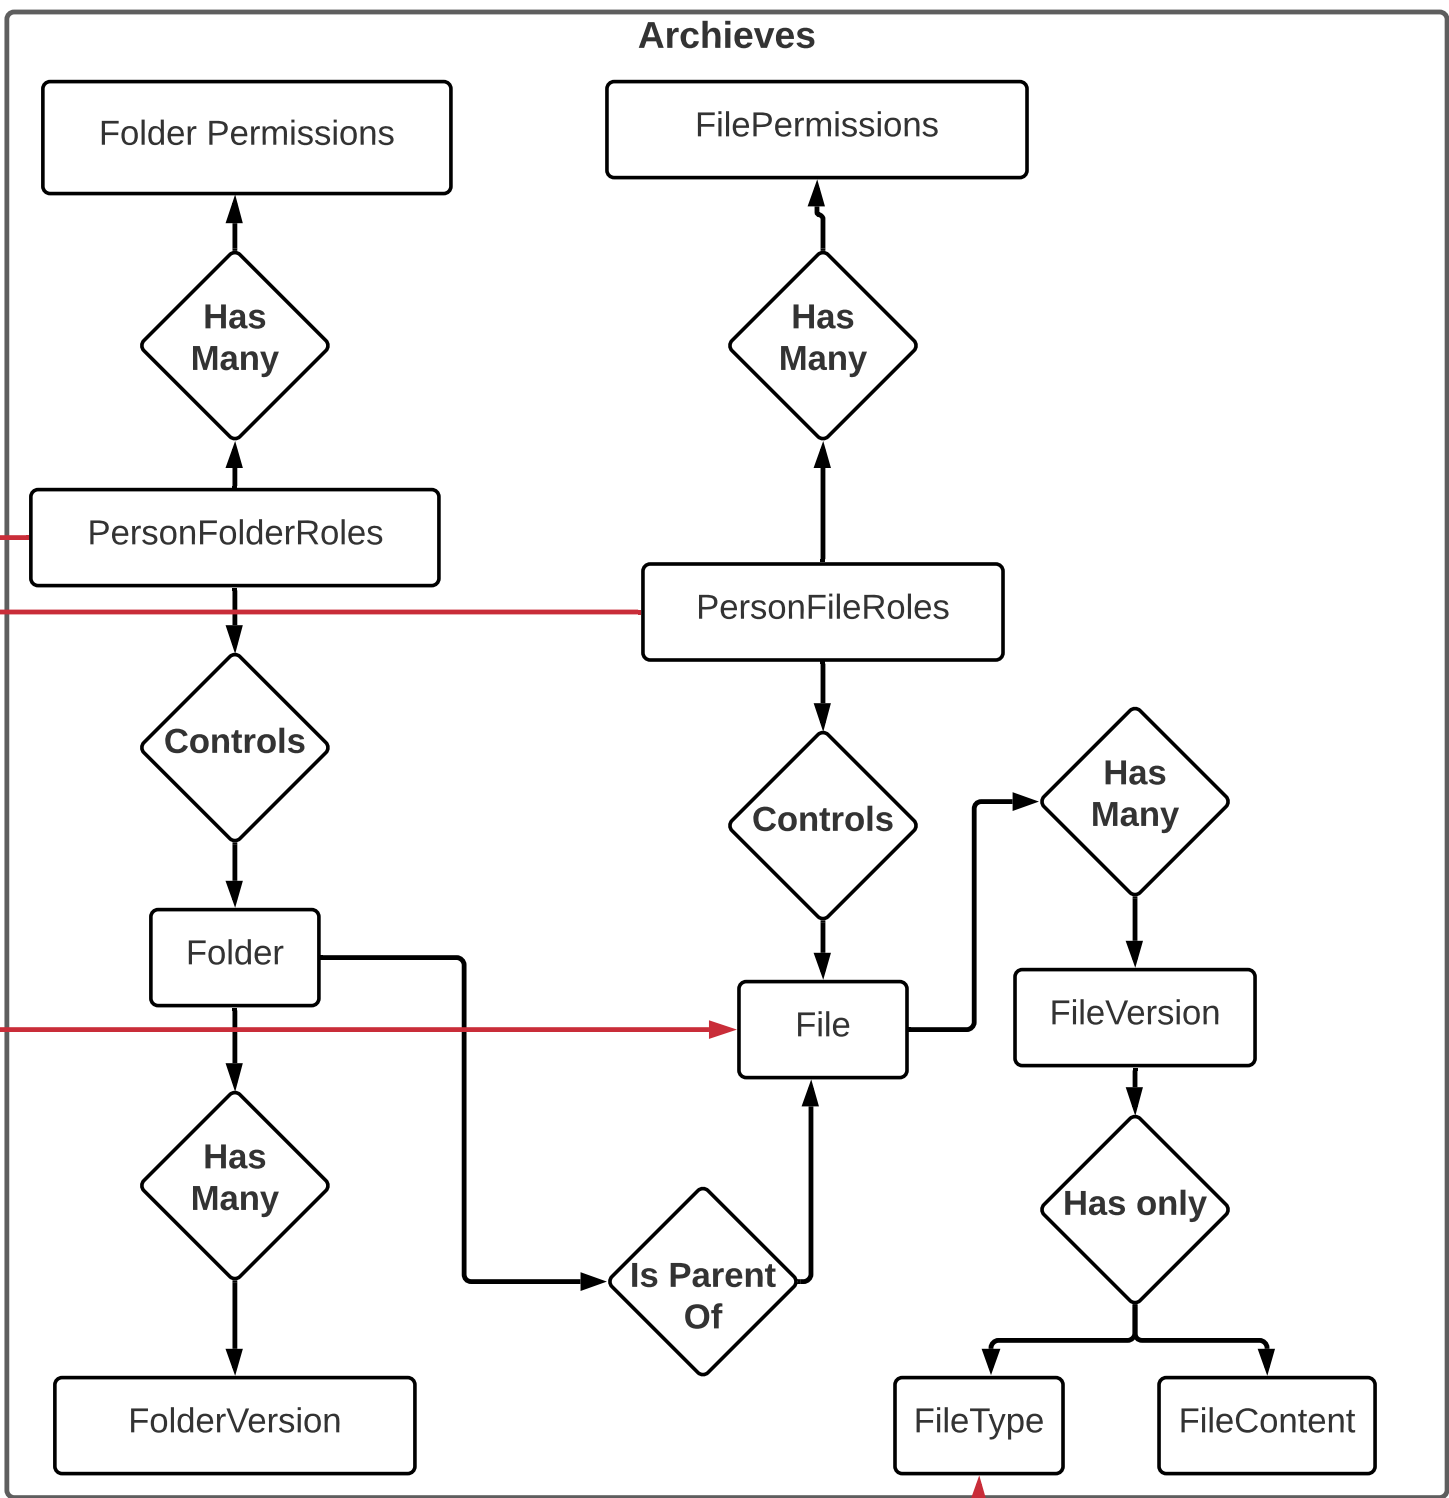 Archieves
Folder Permissions
FilePermissions
Has
Many
Has
Many
PersonFolderRoles
PersonFileRoles
Controls
Controls
Has
Many
Folder
File
FileVersion
Has
Many
Is Parent
Of
Has only
FolderVersion
FileType
FileContent